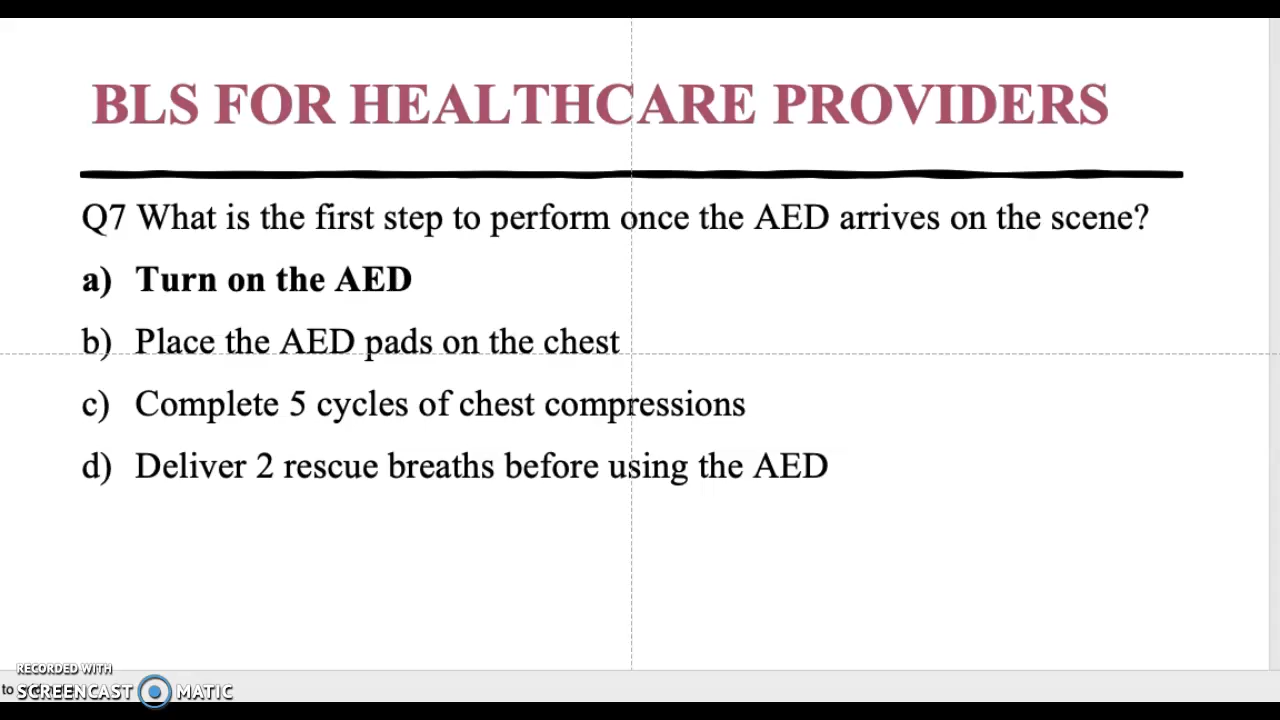 BLS FOR HEALTHCARE PROVIDERS
Q7 What is the first step to perform once the AED arrives on the scene?
a) Turn on the AED
b) Place the AED pads on the chest
c) Complete 5 cycles of chest compressions
d) Deliver 2 rescue breaths before using the AED
RECORDED WITH
to
SCREENCAST MATIC